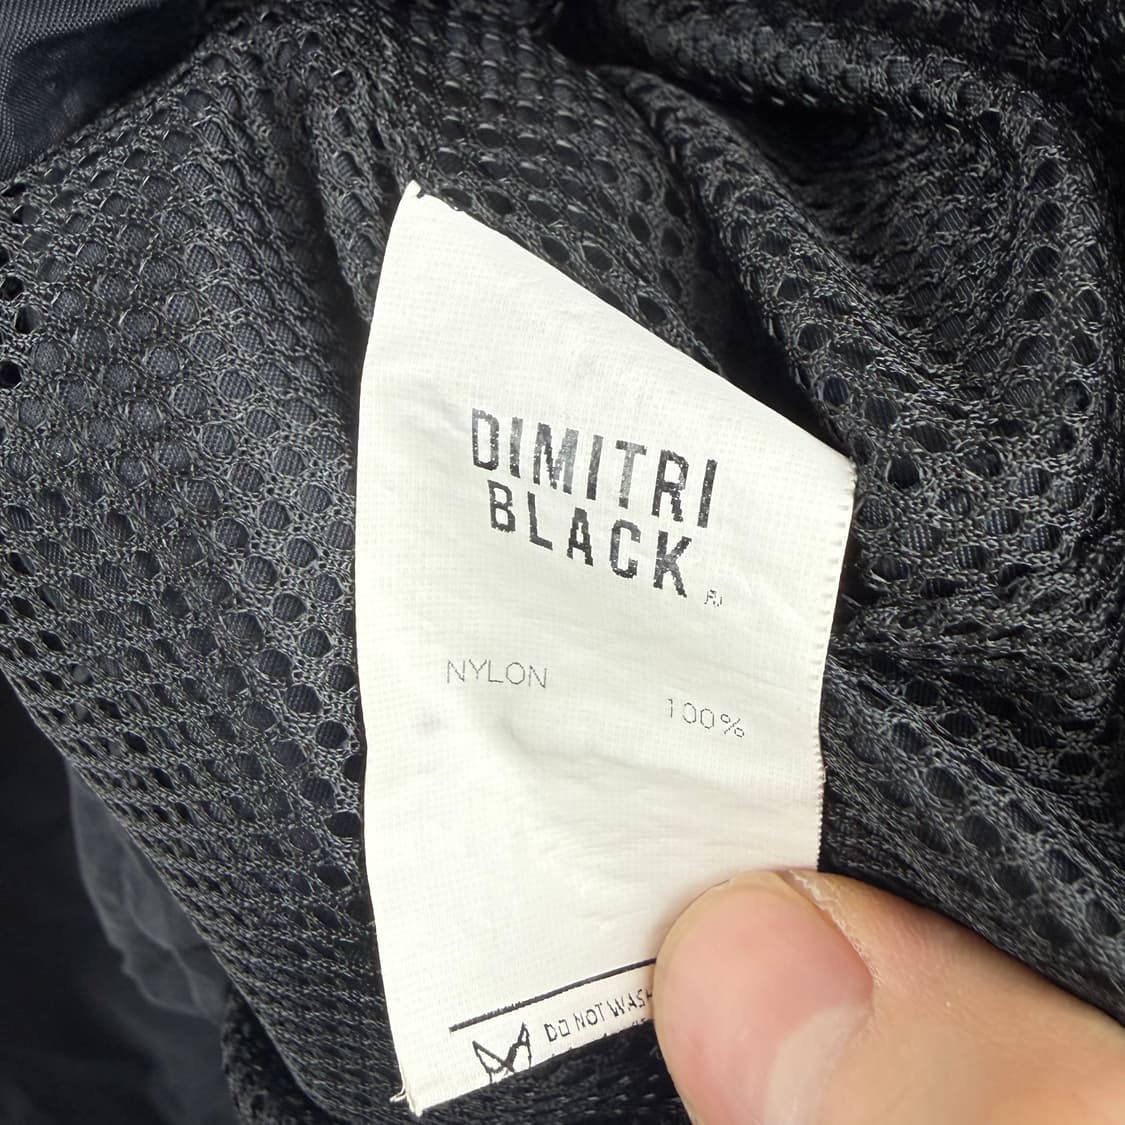 DIMITRI
BLACK ®
NYLON
100%
DO NOT WASH